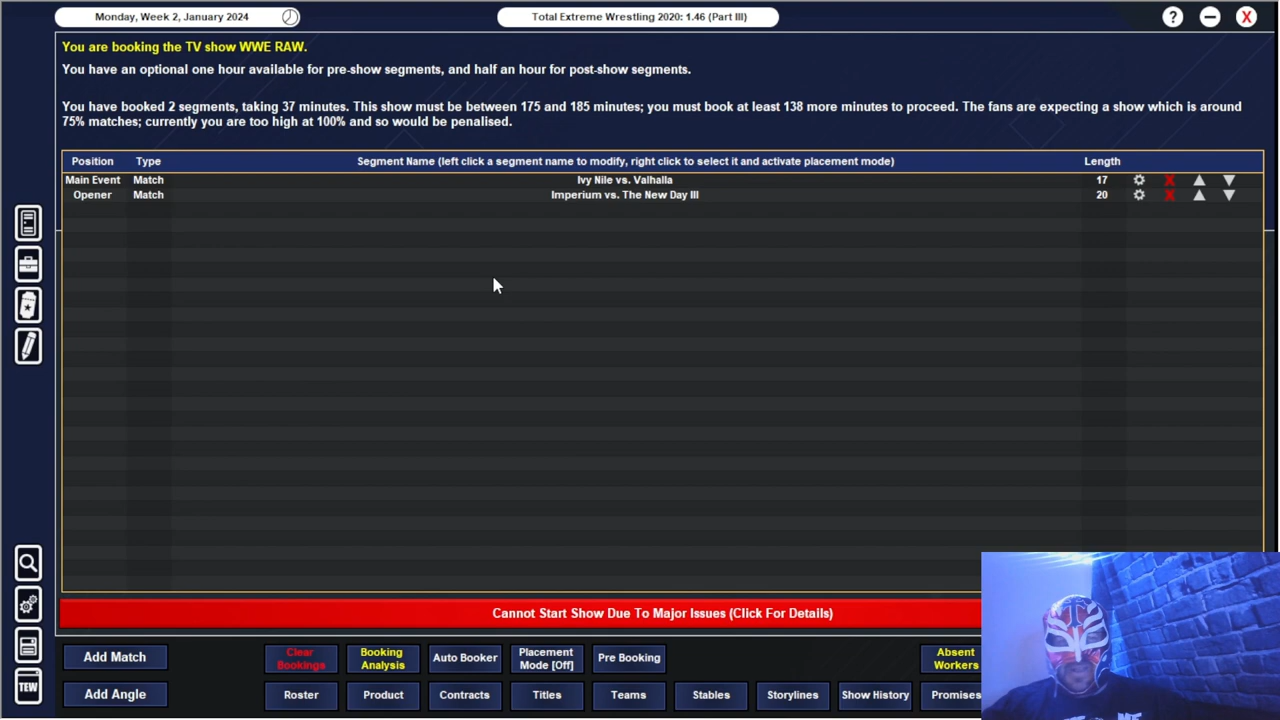 Monday, Week 2, January 2024
Total Extreme Wrestling 2020: 1.46 (Part III)
? X
You are booking the TV show WWE RAW.
You have an optional one hour available for pre-show segments, and half an hour for post-show segments.
You have booked 2 segments, taking 37 minutes. This show must be between 175 and 185 minutes; you must book at least 138 more minutes to proceed. The fans are expecting a show which is around
75% matches; currently you are too high at 100% and so would be penalised.
Position Type Segment Name (left click a segment name to modify, right click to select it and activate placement mode) Length
Main Event Match Ivy Nile vs. Valhalla 17 X
Opener Match Imperium vs. The New Day III 20 X
Cannot Start Show Due To Major Issues (Click For Details)
Add Match
Clear Bookings
Booking Analysis
Auto Booker
Placement Mode [Off]
Pre Booking
Absent Workers
Add Angle
Roster
Product
Contracts
Titles
Teams
Stables
Storylines
Show History
Promises
TEW